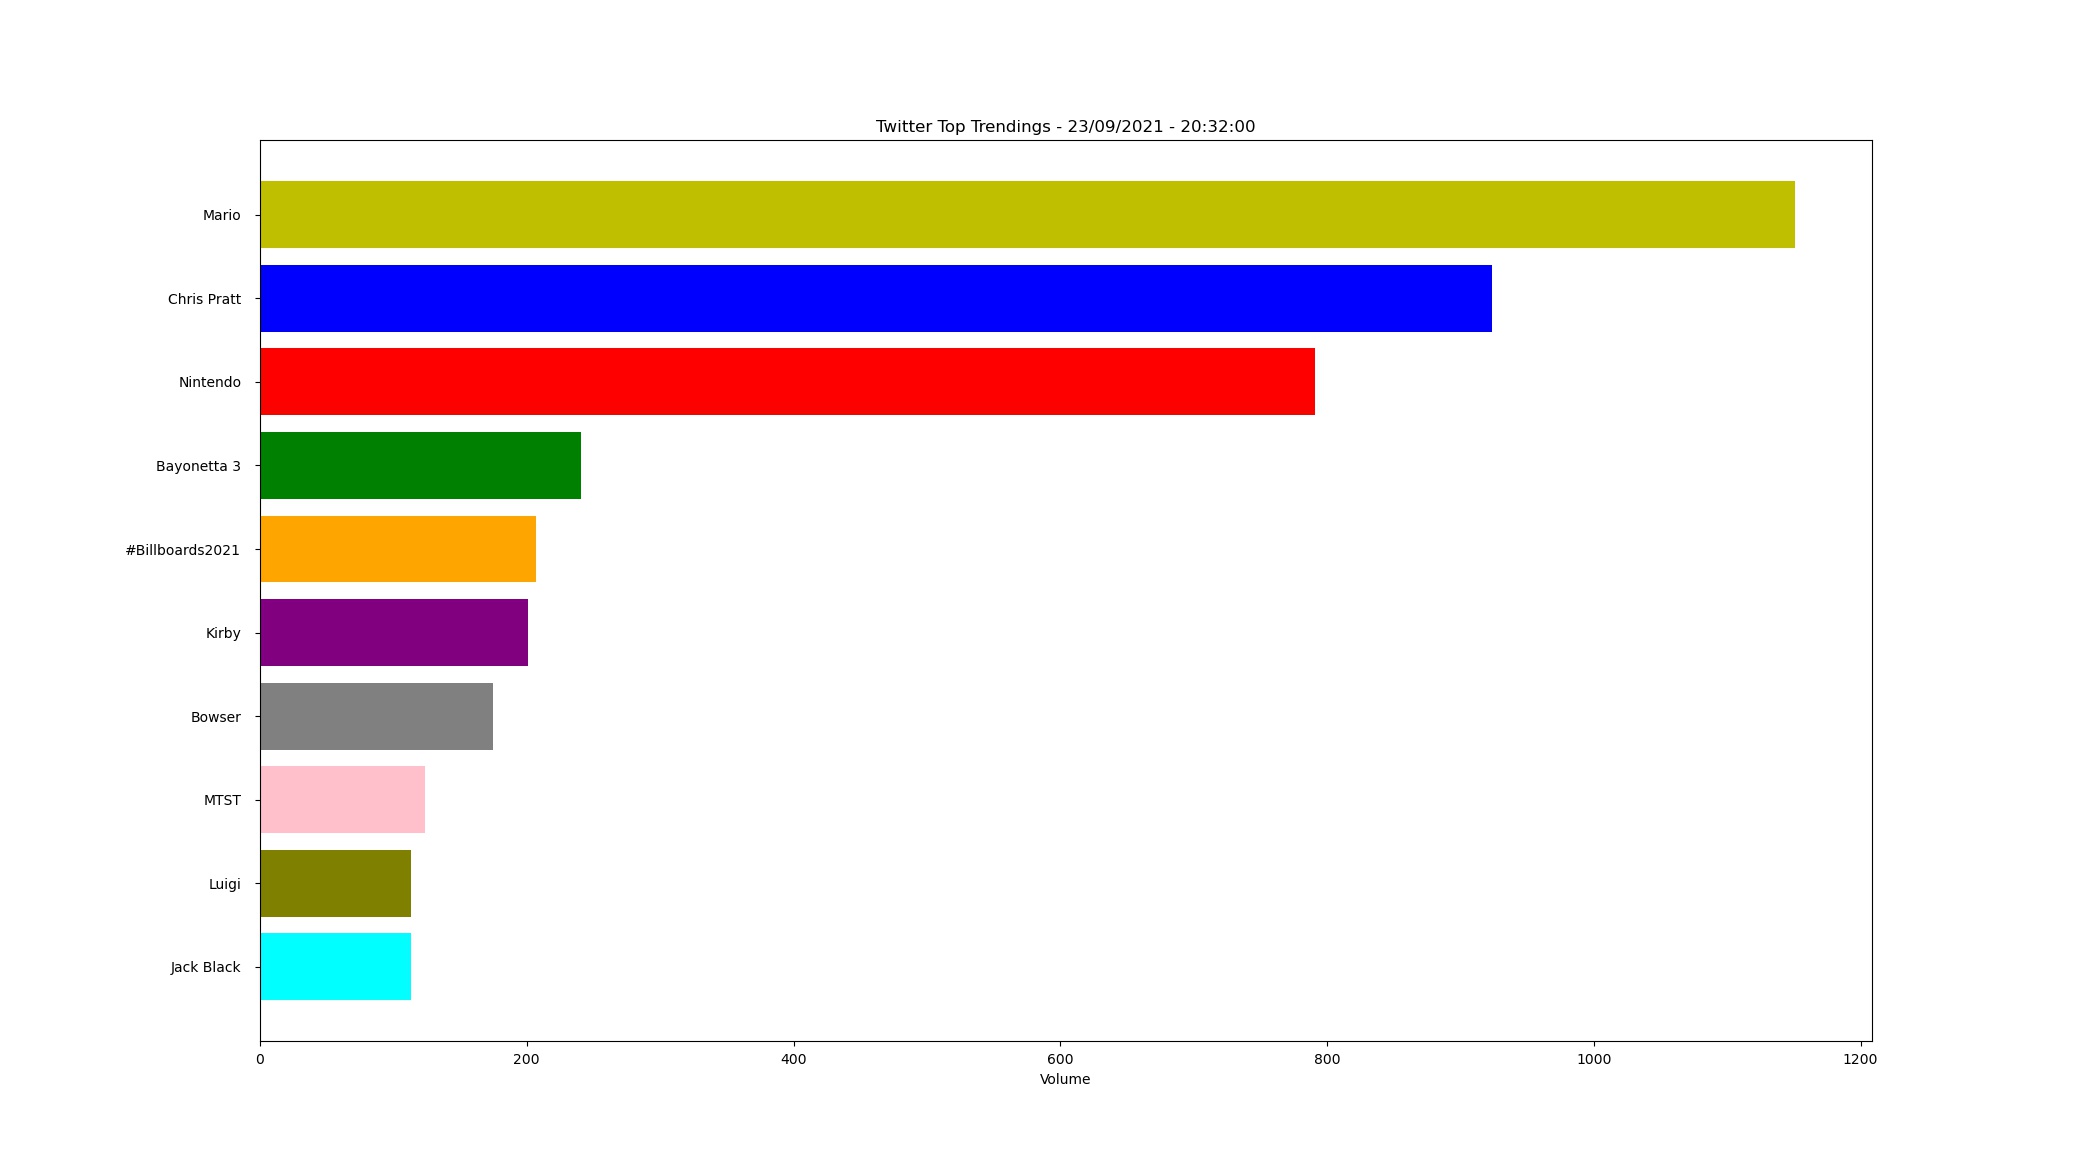 Twitter Top Trendings - 23/09/2021 - 20:32:00
Mario
Chris Pratt
Nintendo
Bayonetta 3
#Billboards2021
Kirby
Bowser
MTST
Luigi
Jack Black
0 200 400 600 800 1000 1200
Volume